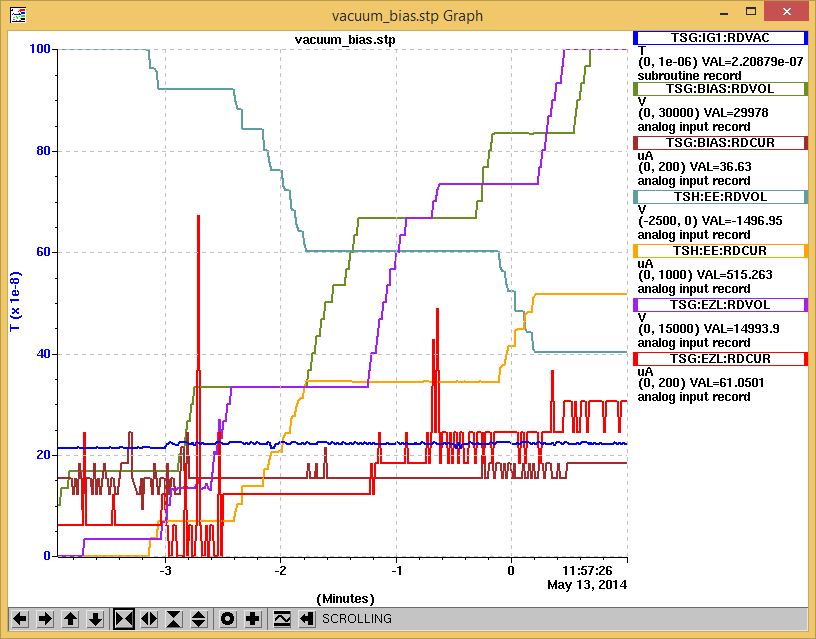 vacuum_bias.stp Graph
vacuum_bias.stp
100
80
60
40
20
0
T (x 1e-8)
-3
-2
-1
0
11:57:26
May 13, 2014
(Minutes)
TSG:IG1:RDVAC
T
(0, 1e-06) VAL=2.20879e-07
subroutine record
TSG:BIAS:RDVOL
V
(0, 30000) VAL=29978
analog input record
TSG:BIAS:RDCUR
uA
(0, 200) VAL=36.63
analog input record
TSH:EE:RDVOL
V
(-2500, 0) VAL=-1496.95
analog input record
TSH:EE:RDCUR
uA
(0, 1000) VAL=515.263
analog input record
TSG:EZL:RDVOL
V
(0, 15000) VAL=14993.9
analog input record
TSG:EZL:RDCUR
uA
(0, 200) VAL=61.0501
analog input record
SCROLLING